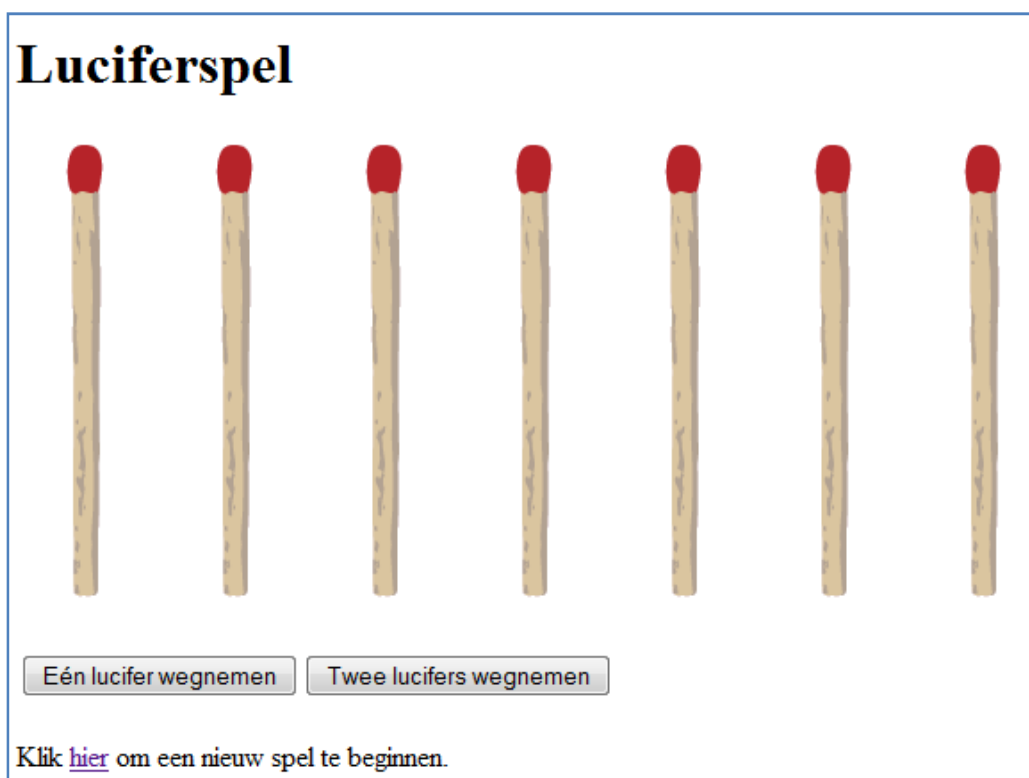 Luciferspel
Eén lucifer wegnemen Twee lucifers wegnemen
Klik hier om een nieuw spel te beginnen.